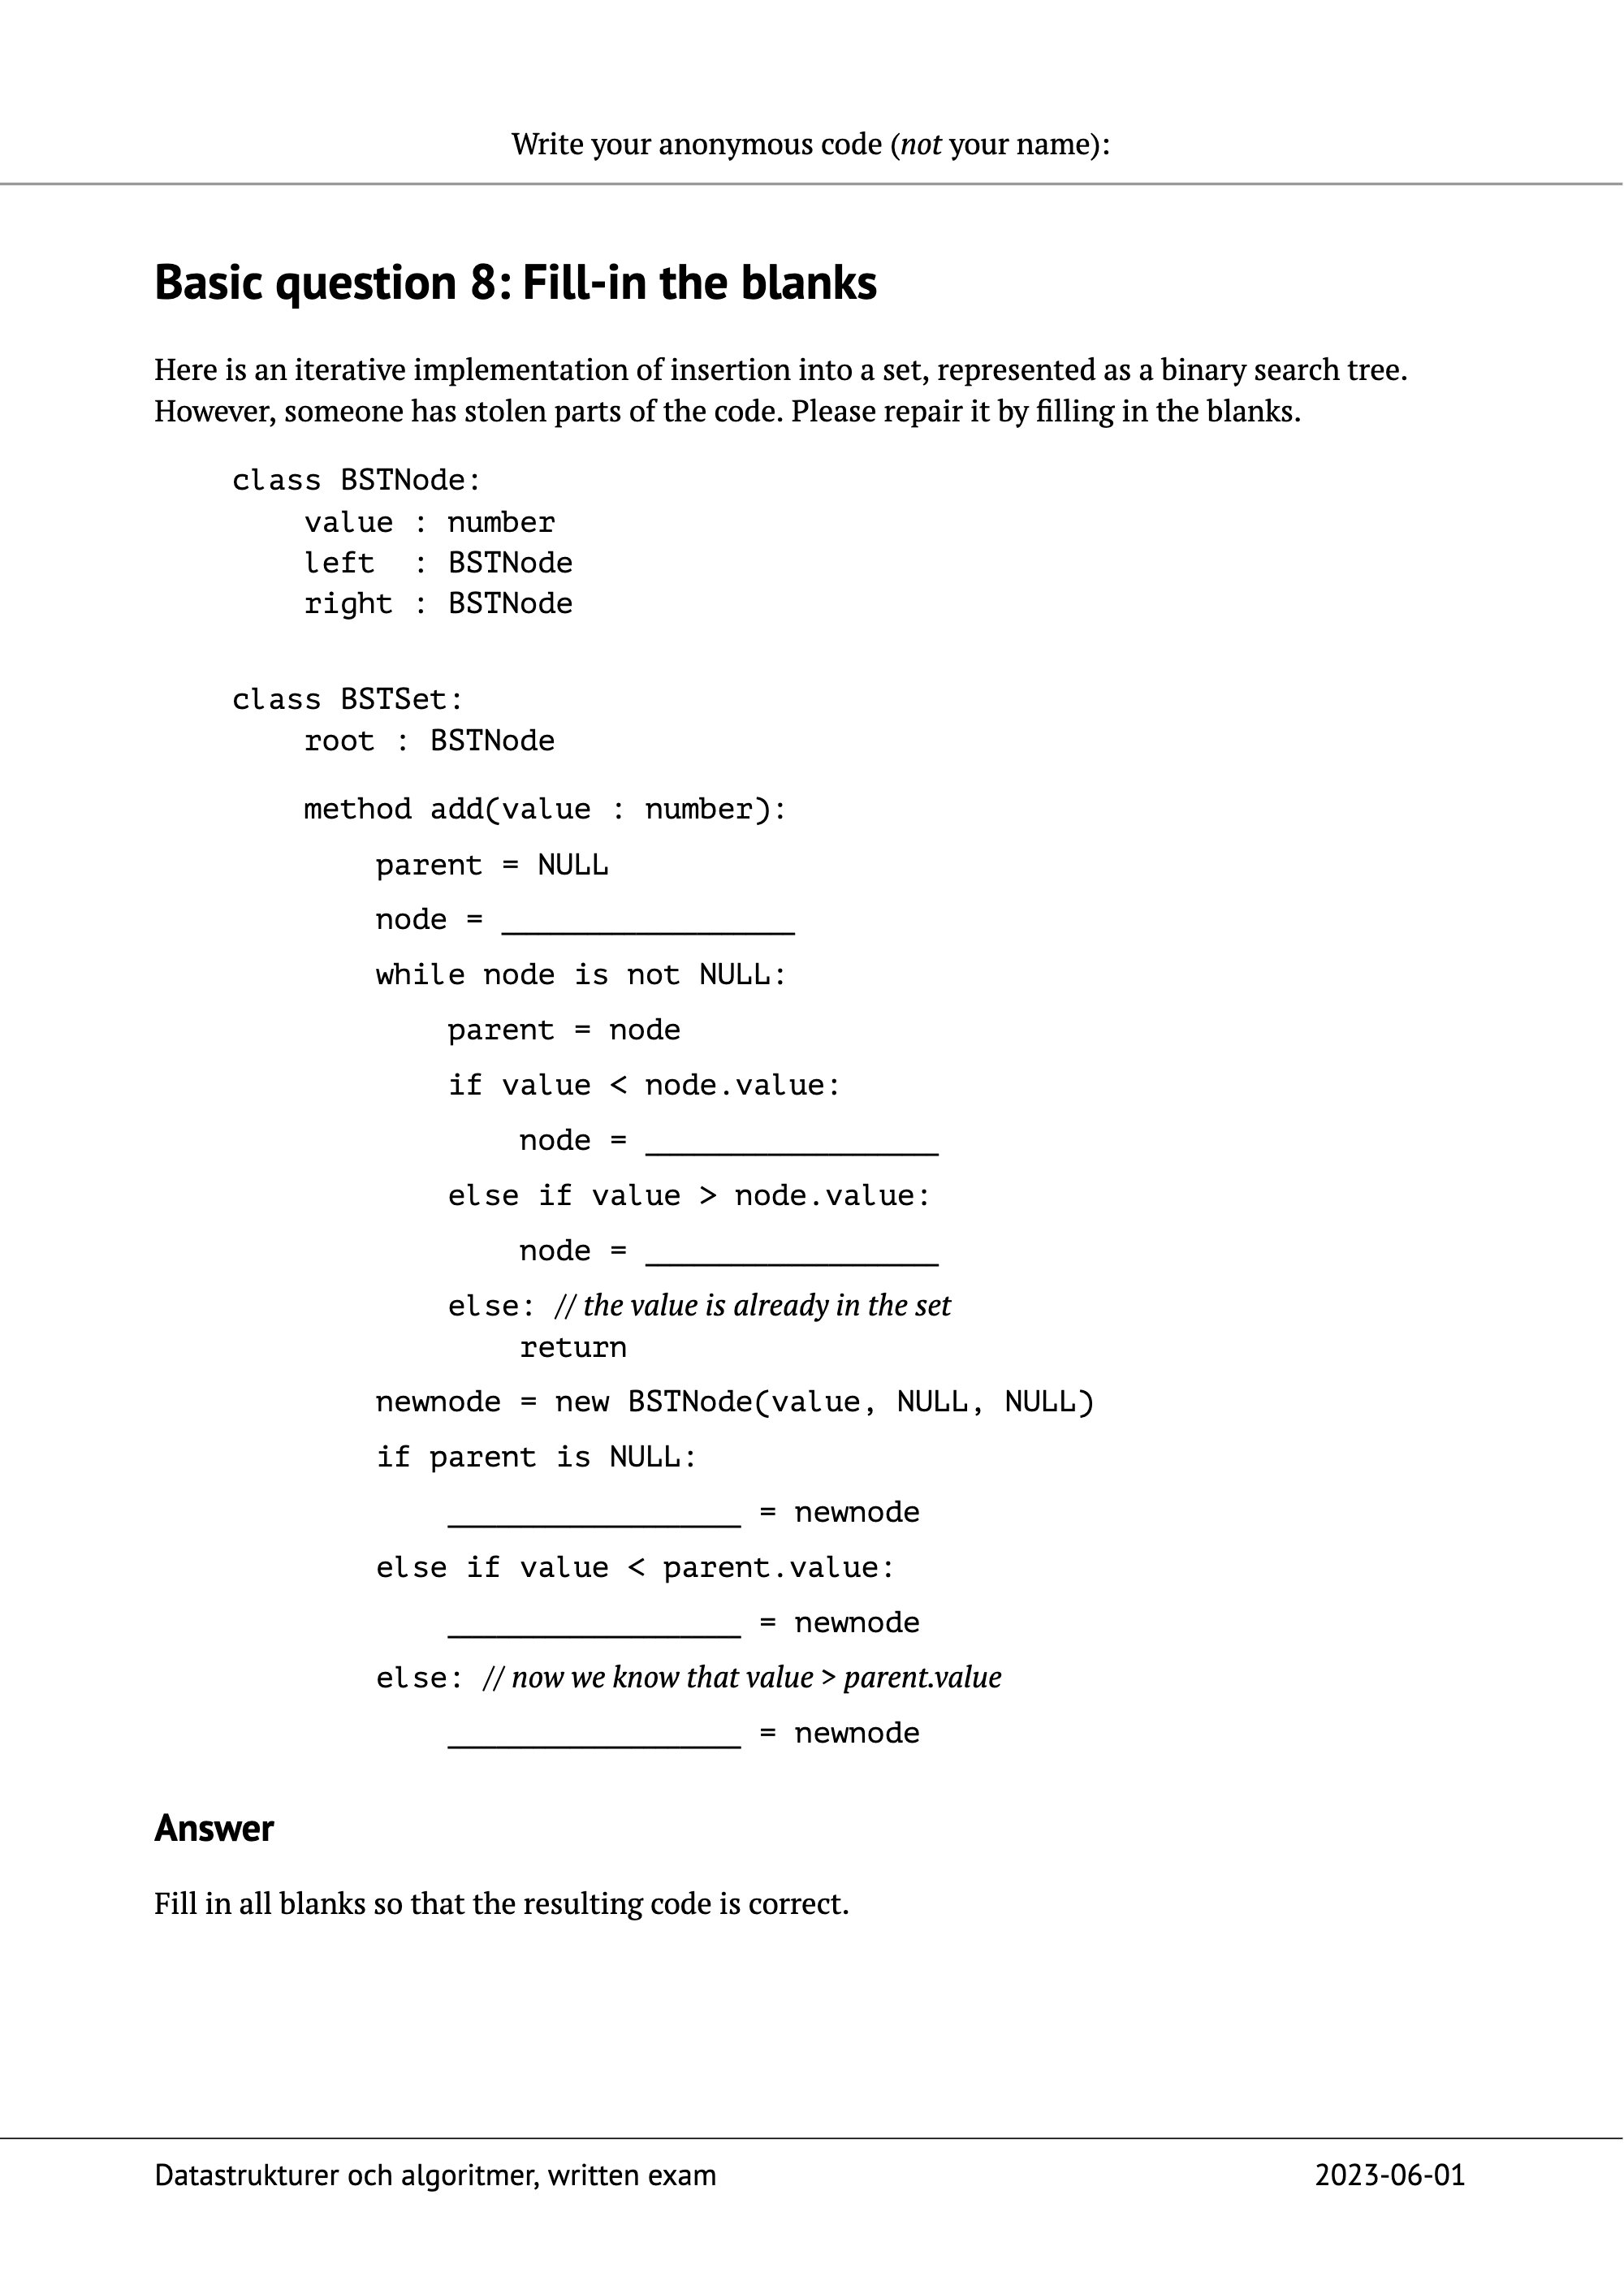 Write your anonymous code (not your name):
Basic question 8: Fill-in the blanks
Here is an iterative implementation of insertion into a set, represented as a binary search tree.
However, someone has stolen parts of the code. Please repair it by filling in the blanks.
class BSTNode:
    value : number
    left  : BSTNode
    right : BSTNode
class BSTSet:
    root : BSTNode
    method add(value : number):
        parent = NULL
        node = ________________
        while node is not NULL:
            parent = node
            if value < node.value:
                node = ________________
            else if value > node.value:
                node = ________________
            else: // the value is already in the set
                return
        newnode = new BSTNode(value, NULL, NULL)
        if parent is NULL:
            ________________ = newnode
        else if value < parent.value:
            ________________ = newnode
        else: // now we know that value > parent.value
            ________________ = newnode
Answer
Fill in all blanks so that the resulting code is correct.
Datastrukturer och algoritmer, written exam 2023-06-01